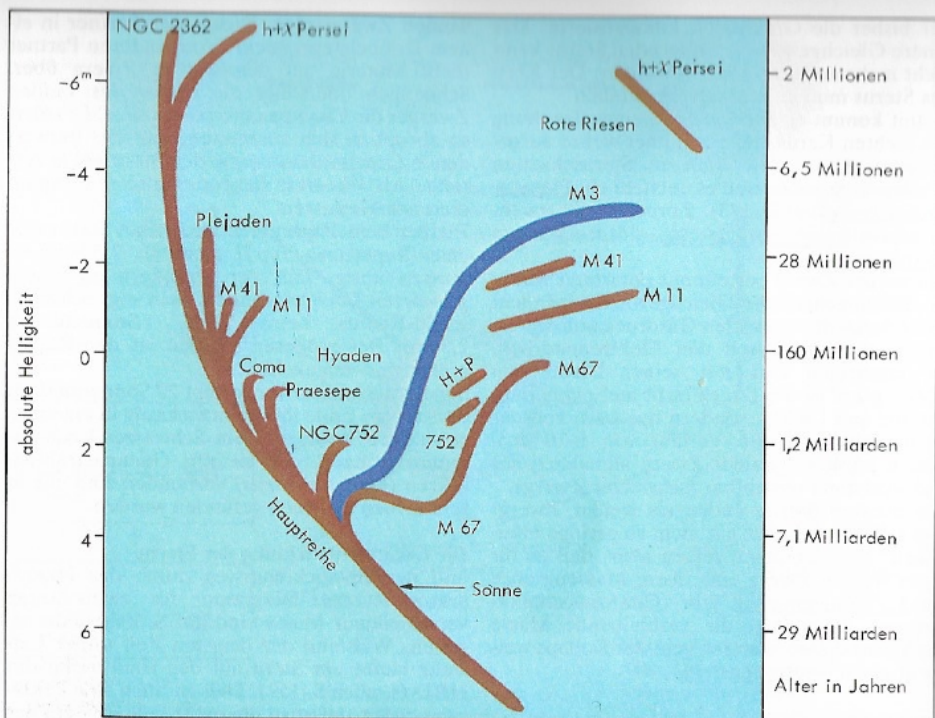 NGC 2362
h+χ Persei
h+χ Persei
Rote Riesen
M 3
Plejaden
M 41
M 11
M 41
M 11
Hyaden
Coma
Praesepe
H+P
M 67
NGC 752
752
M 67
Hauptreihe
Sonne
absolute Helligkeit
-6ᵐ
-4
-2
0
2
4
6
2 Millionen
6,5 Millionen
28 Millionen
160 Millionen
1,2 Milliarden
7,1 Milliarden
29 Milliarden
Alter in Jahren